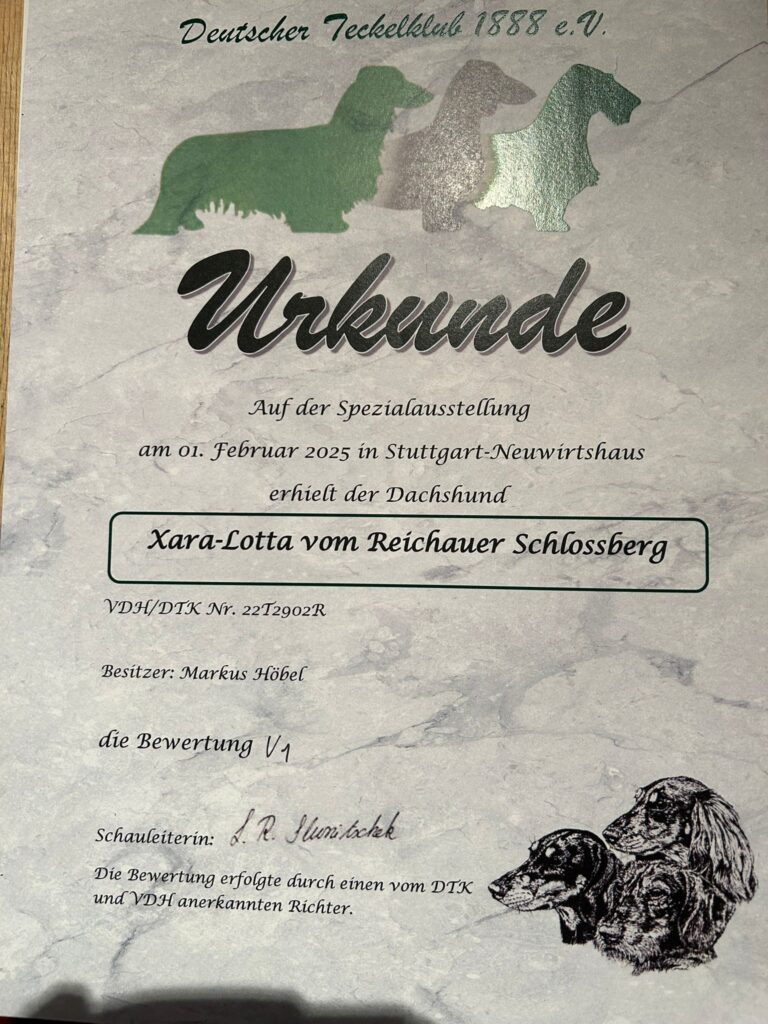 Deutscher Teckelklub 1888 e.V.
Urkunde
Auf der Spezialausstellung
am 01. Februar 2025 in Stuttgart-Neuwirtshaus
erhielt der Dachshund
Xara-Lotta vom Reichauer Schlossberg
VDH/DTK Nr. 22T2902R
Besitzer: Markus Höbel
die Bewertung V1
Schauleiterin: S. R.
Die Bewertung erfolgte durch einen vom DTK
und VDH anerkannten Richter.